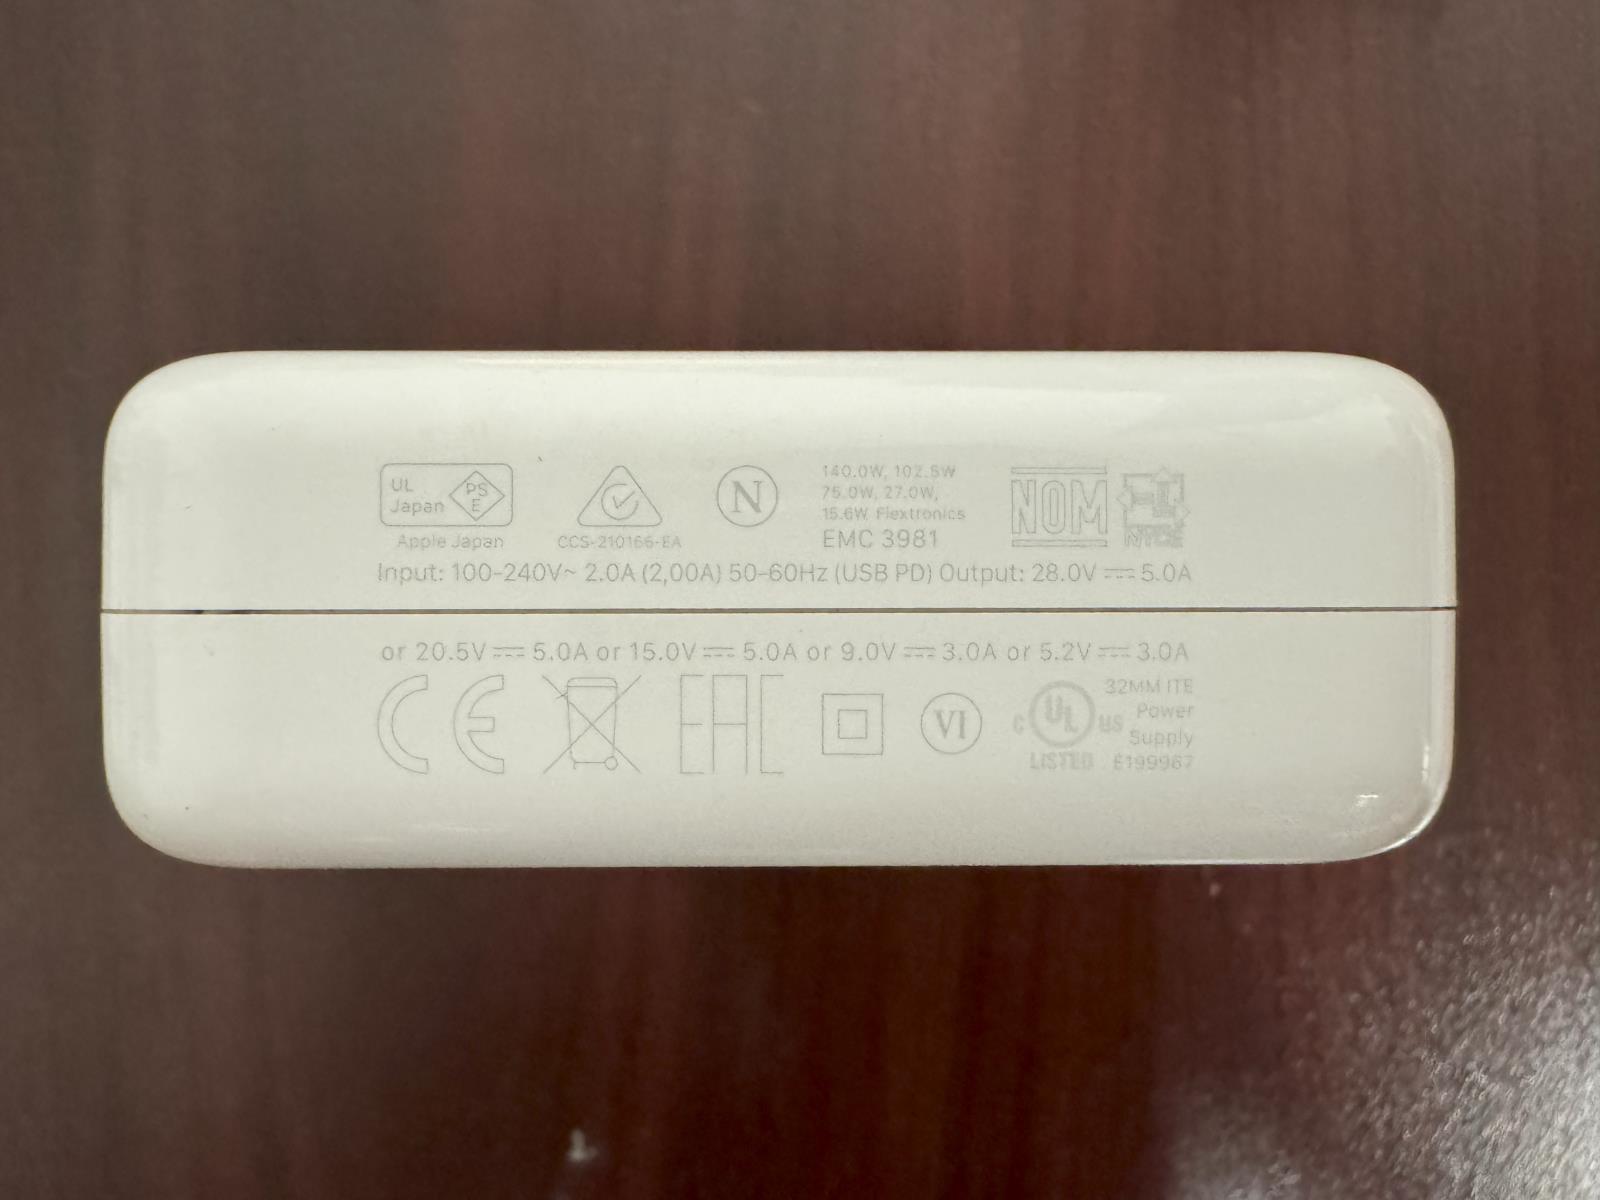 UL
Japan
PS
E
Apple Japan
CCS-210166-EA
N
140.0W, 102.5W
75.0W, 27.0W,
15.6W Flextronics
EMC 3981
NOM
NYCE
Input: 100-240V~ 2.0A (2,00A) 50-60Hz (USB PD) Output: 28.0V⎓5.0A
or 20.5V⎓5.0A or 15.0V⎓5.0A or 9.0V⎓3.0A or 5.2V⎓3.0A
CE
EAC
VI
C UL US
LISTED
32MM ITE
Power
Supply
E199967